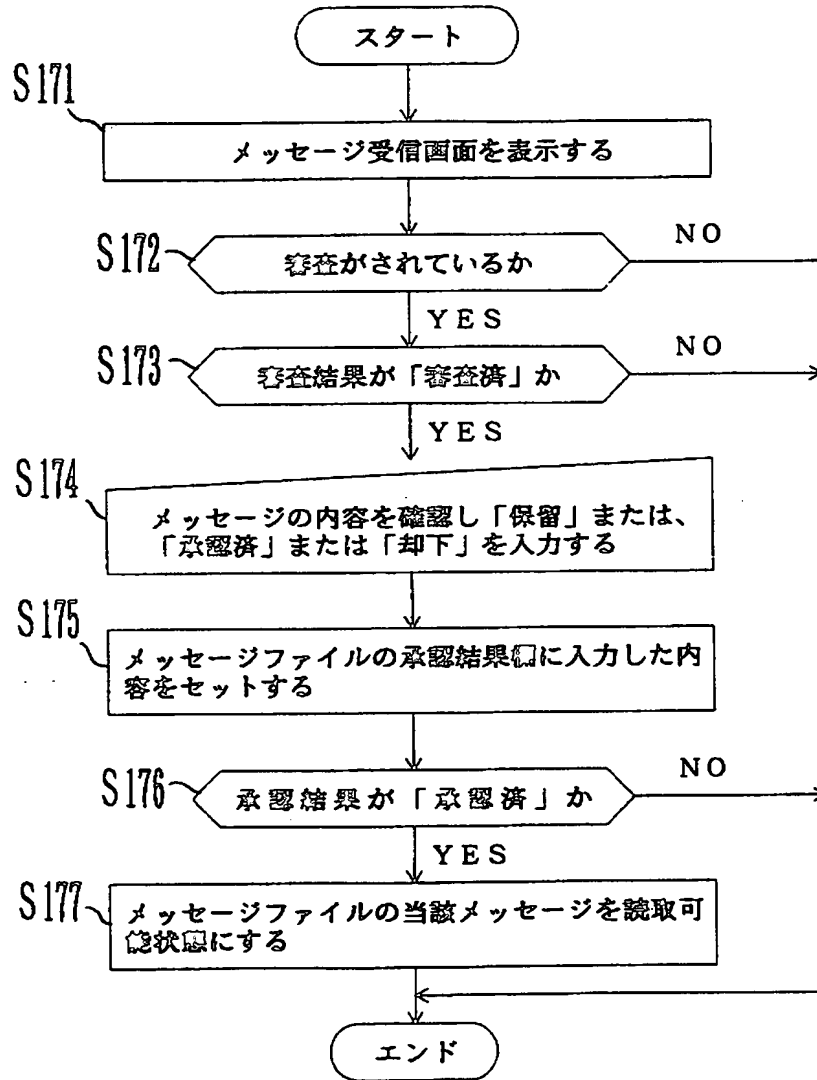 スタート
S171
メッセージ受信画面を表示する
S172
審査がされているか
NO
YES
S173
審査結果が「審査済」か
NO
YES
S174
メッセージの内容を確認し「保留」または、
「承認済」または「却下」を入力する
S175
メッセージファイルの承認結果欄に入力した内
容をセットする
S176
承認結果が「承認済」か
NO
YES
S177
メッセージファイルの当該メッセージを読取可
能状態にする
エンド